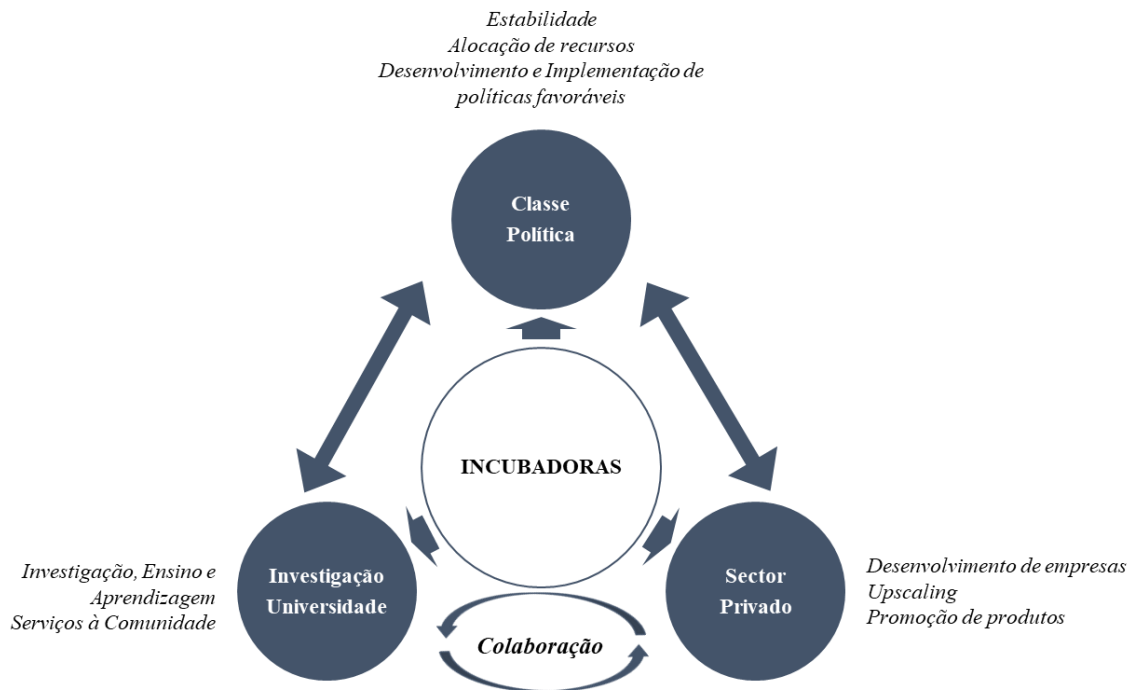 Estabilidade
Alocação de recursos
Desenvolvimento e Implementação de
políticas favoráveis
Classe
Política
INCUBADORAS
Investigação, Ensino e
Aprendizagem
Serviços à Comunidade
Investigação
Universidade
Colaboração
Sector
Privado
Desenvolvimento de empresas
Upscaling
Promoção de produtos